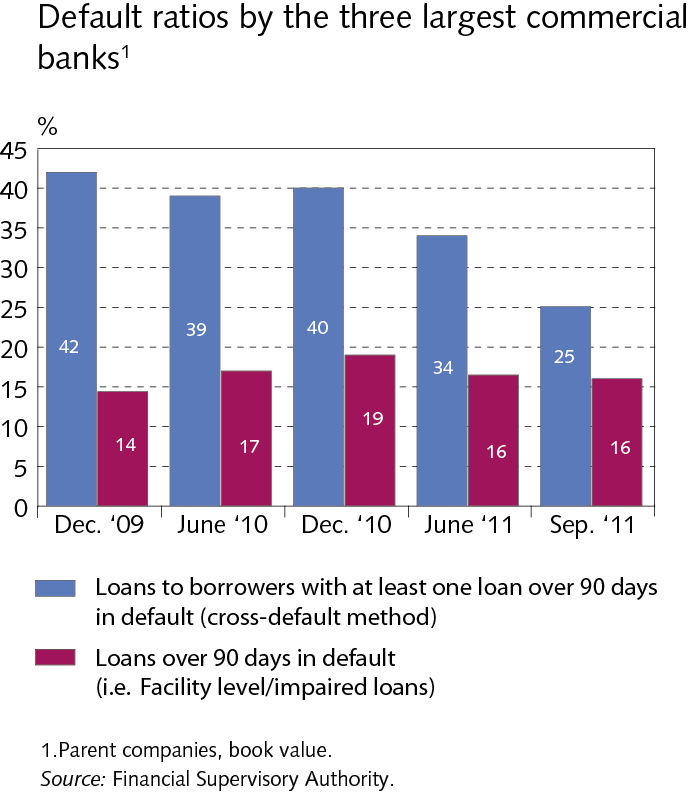 Default ratios by the three largest commercial
banks¹
%
45
40
35
30
25
20
15
10
5
0
42
14
39
17
40
19
34
16
25
16
Dec. ‘09 June ‘10 Dec. ‘10 June ‘11 Sep. ‘11
Loans to borrowers with at least one loan over 90 days
in default (cross-default method)
Loans over 90 days in default
(i.e. Facility level/impaired loans)
1.Parent companies, book value.
Source: Financial Supervisory Authority.